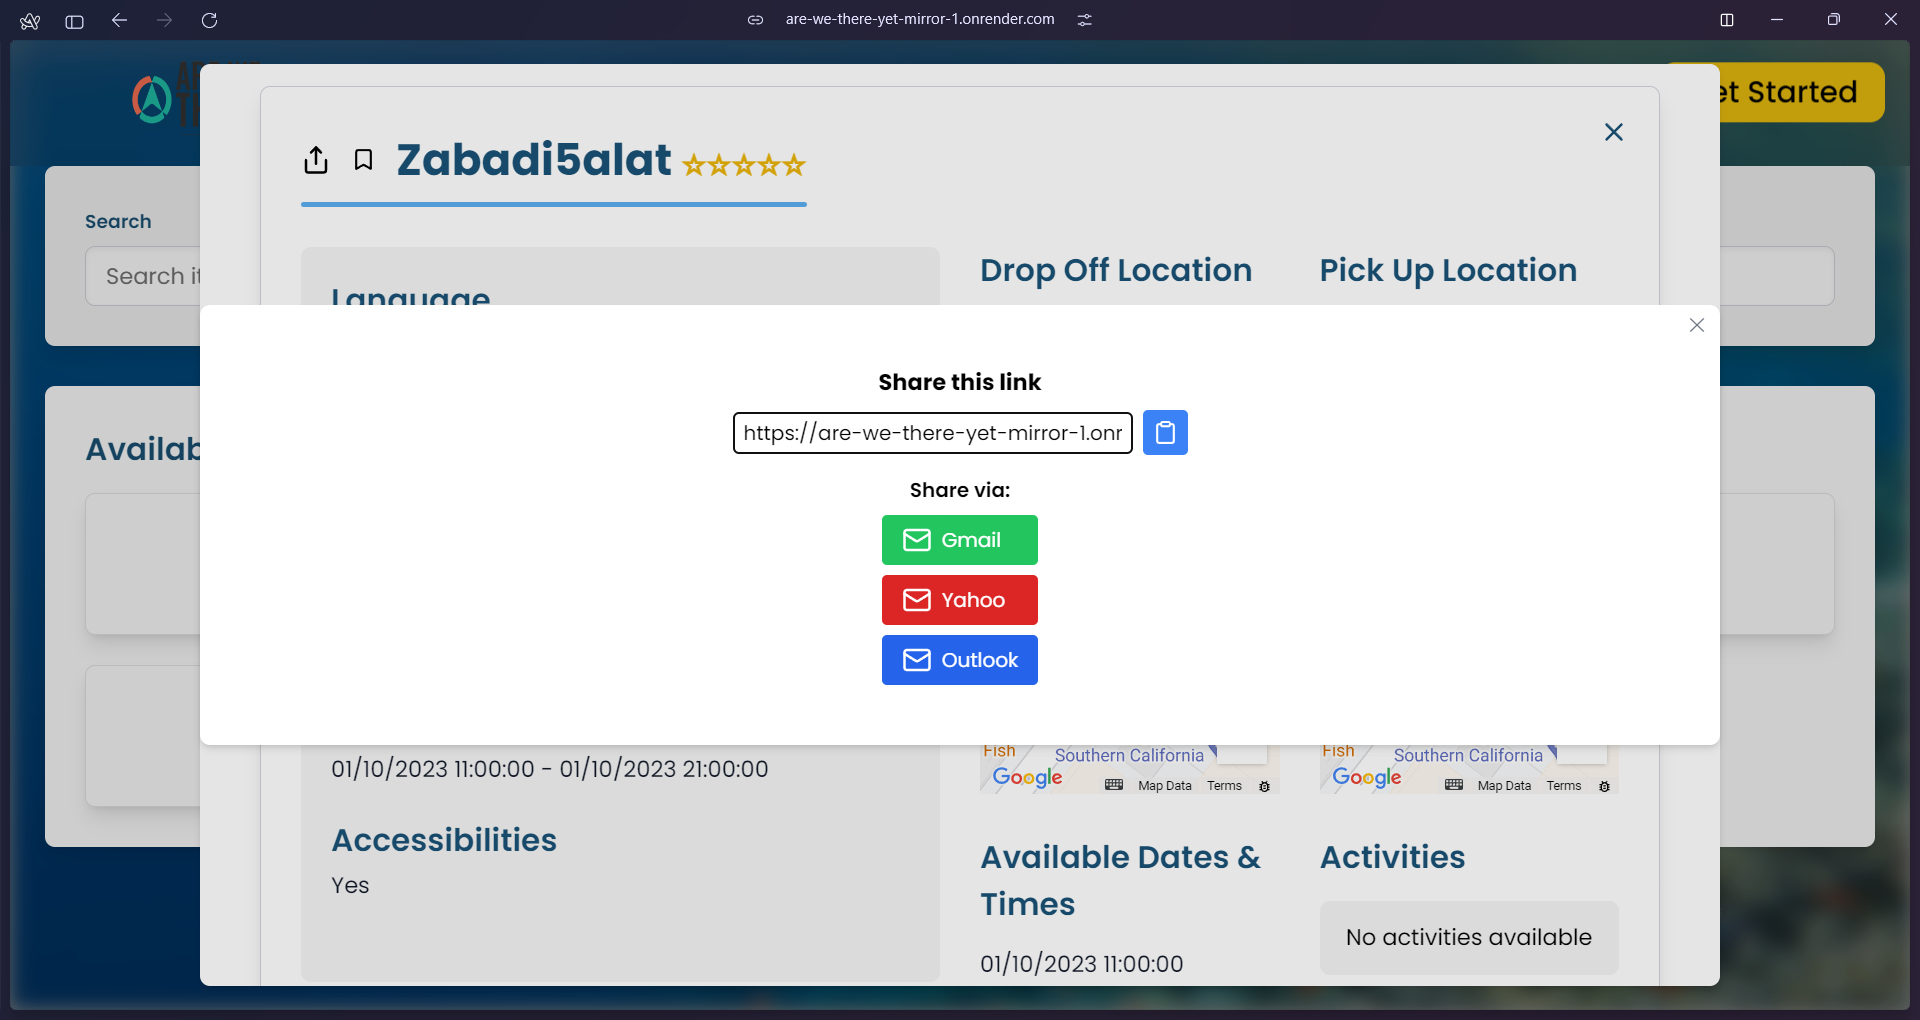 are-we-there-yet-mirror-1.onrender.com
et Started
Zabadi5alat
Search
Search it
Drop Off Location
Pick Up Location
Language
Share this link
https://are-we-there-yet-mirror-1.onr
Availab
Share via:
Gmail
Yahoo
Outlook
Fish
Southern California
Google
Map Data
Terms
Fish
Southern California
Google
Map Data
Terms
01/10/2023 11:00:00 - 01/10/2023 21:00:00
Accessibilities
Yes
Available Dates &
Times
01/10/2023 11:00:00
Activities
No activities available